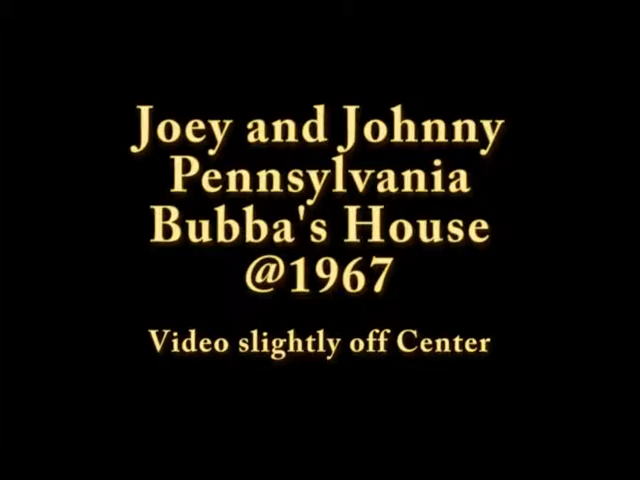 Joey and Johnny
Pennsylvania
Bubba's House
@1967
Video slightly off Center